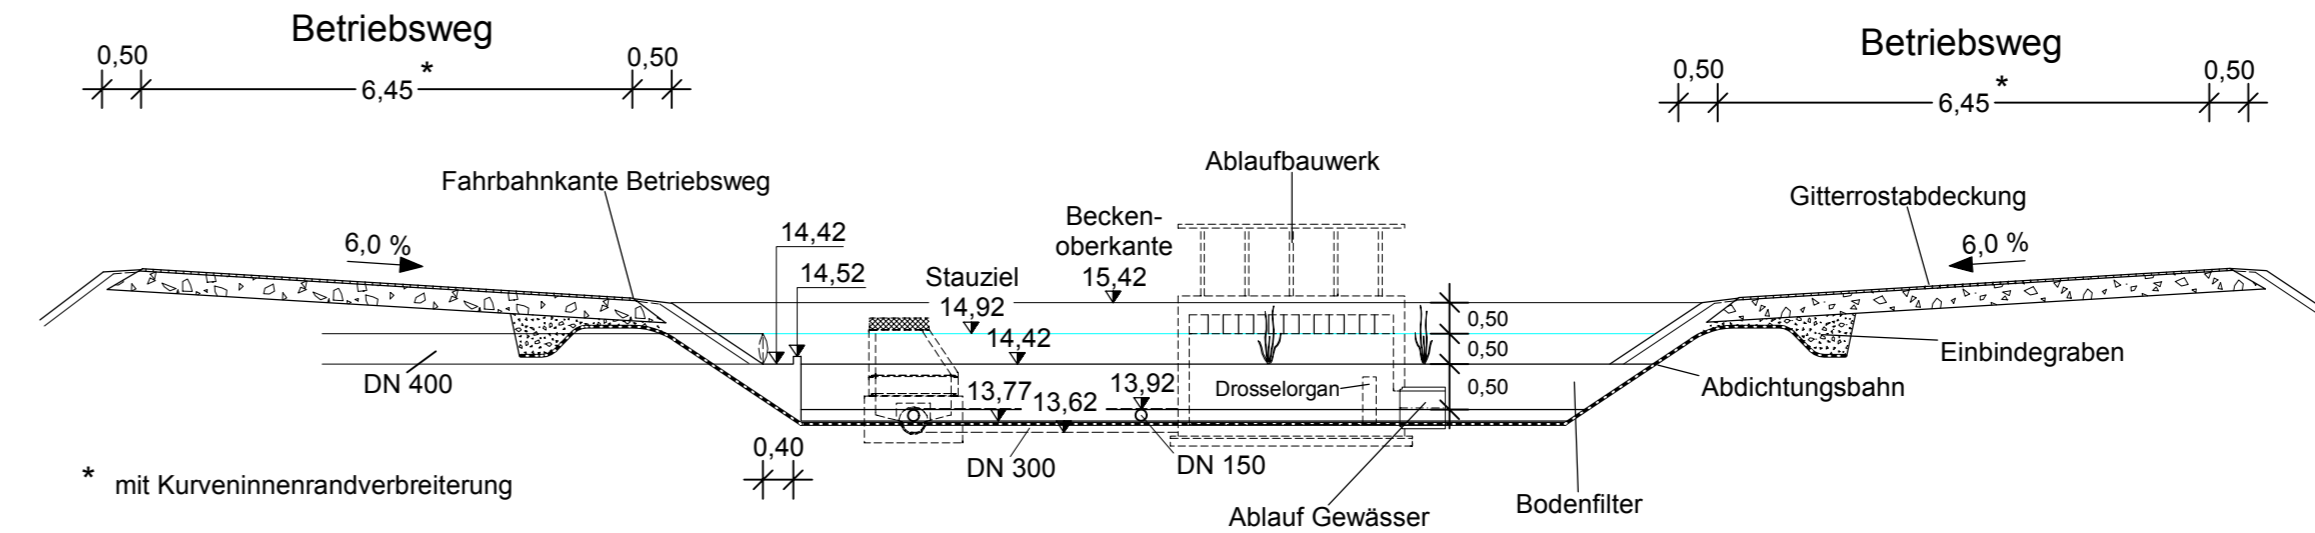 Betriebsweg
0,50
6,45 *
0,50
Betriebsweg
0,50
6,45 *
0,50
Fahrbahnkante Betriebsweg
Ablaufbauwerk
Gitterrostabdeckung
6,0 %
14,42
14,52
Stauziel
14,92
Becken-
oberkante
15,42
6,0 %
14,42
0,50
0,50
0,50
Einbindegraben
Abdichtungsbahn
DN 400
13,77
13,62
13,92
Drosselorgan
0,40
DN 300
DN 150
Ablauf Gewässer
Bodenfilter
* mit Kurveninnenrandverbreiterung